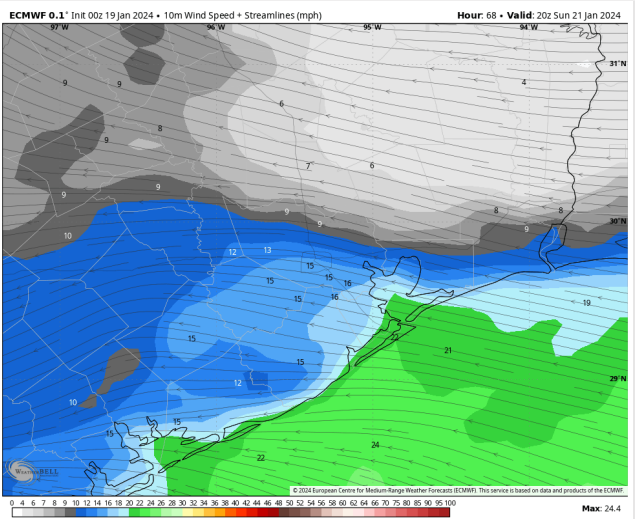 ECMWF 0.1° Init 00z 19 Jan 2024 • 10m Wind Speed + Streamlines (mph) Hour: 68 • Valid: 20z Sun 21 Jan 2024
97°W 96°W 95°W 94°W
31°N
9 9 4
6
8
9
7 6
9
9 8 8
9 9 30°N
10
12 13
15
15 15 16
15 16 19
15 22
21
15
29°N
12
10
15
15
24
22
WeatherBELL
© 2024 European Centre for Medium-Range Weather Forecasts (ECMWF). This service is based on data and products of the ECMWF.
0 2 4 6 8 9 10 12 13 14 16 18 20 22 24 26 28 30 32 34 36 38 40 42 44 46 48 50 52 54 56 58 60 62 64 66 68 70 75 80 85 90 95 100 Max: 24.4